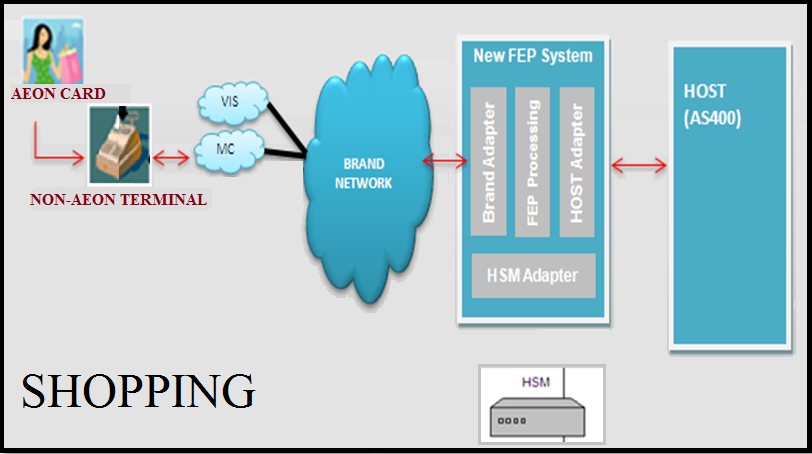 AEON CARD
NON-AEON TERMINAL
VIS
MC
BRAND
NETWORK
New FEP System
Brand Adapter
FEP Processing
HOST Adapter
HSM Adapter
HOST
(AS400)
SHOPPING
HSM